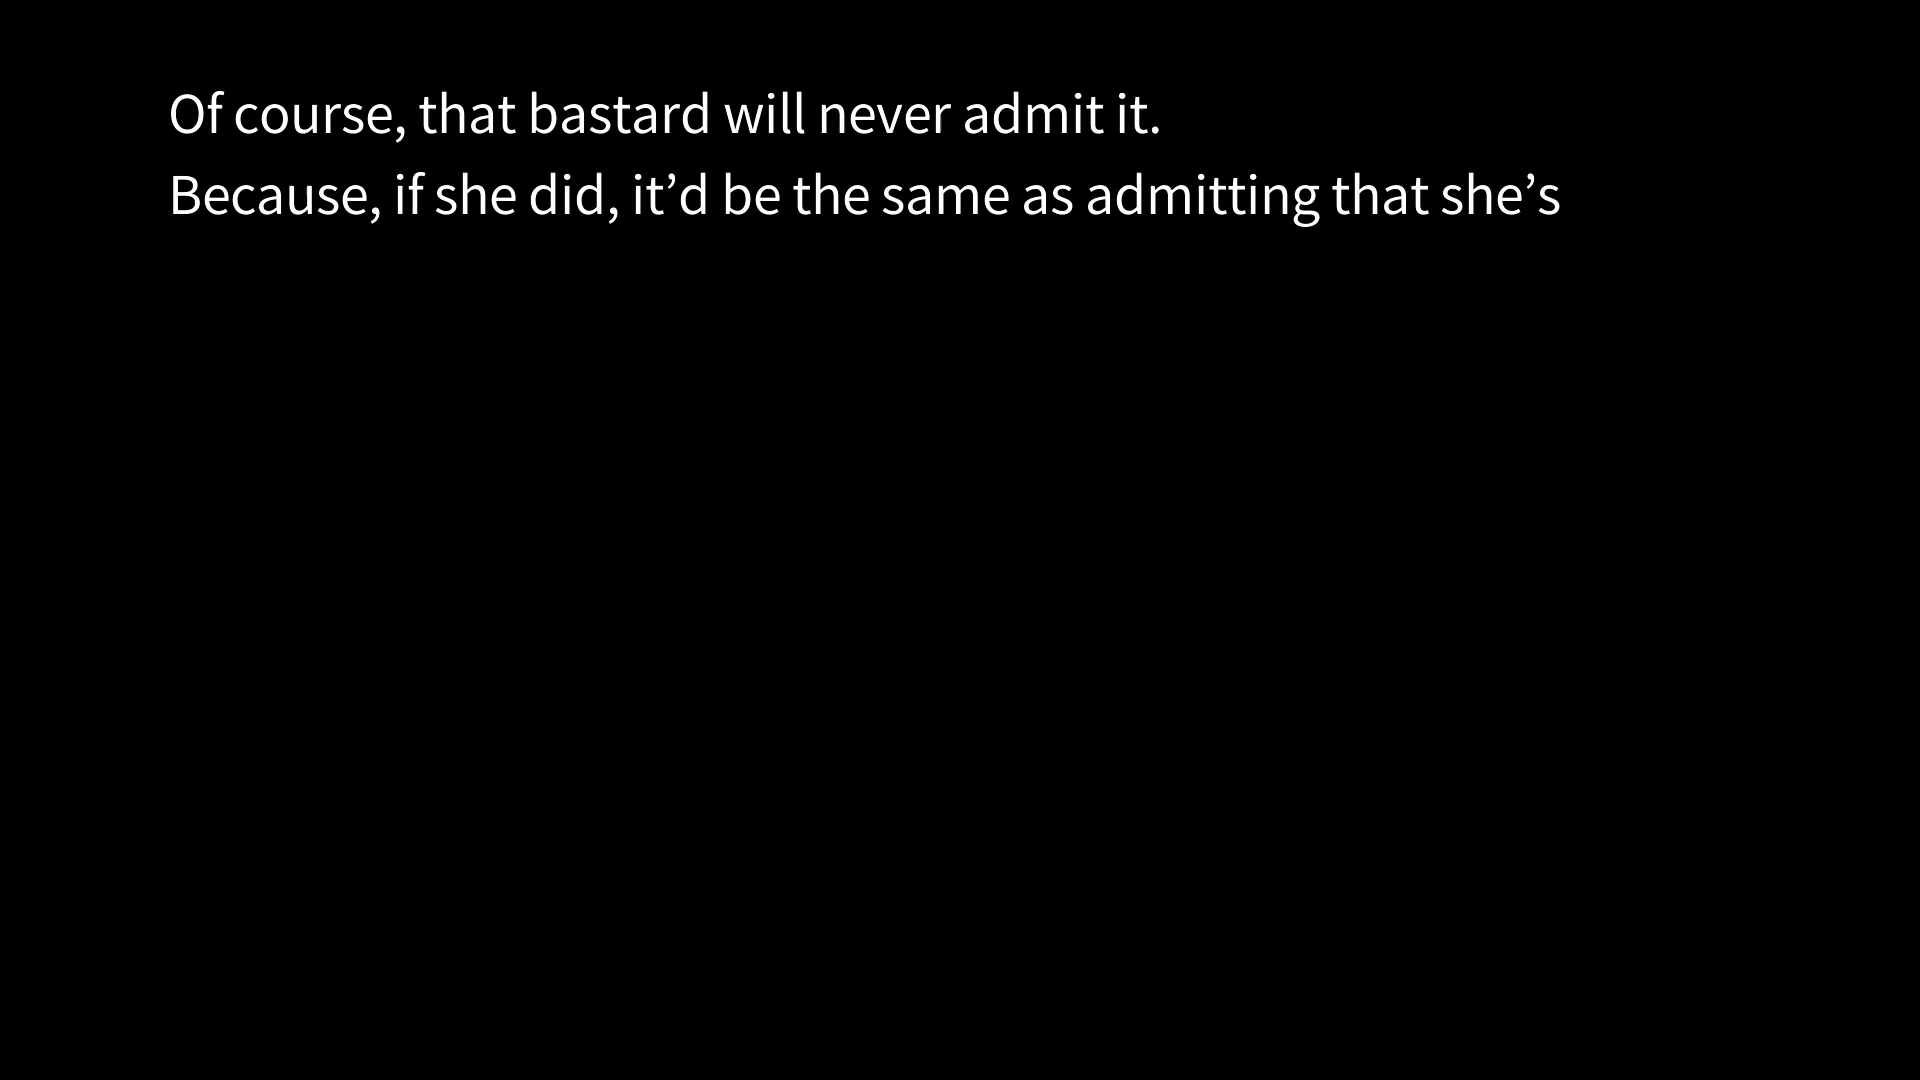 Of course, that bastard will never admit it.
Because, if she did, it’d be the same as admitting that she’s